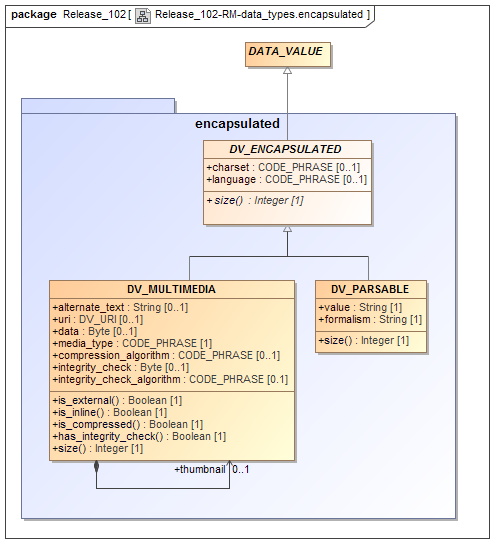 package Release_102 [ Release_102-RM-data_types.encapsulated ]
DATA_VALUE
encapsulated
DV_ENCAPSULATED
+charset : CODE_PHRASE [0..1]
+language : CODE_PHRASE [0..1]
+size() : Integer [1]
DV_MULTIMEDIA
+alternate_text : String [0..1]
+uri : DV_URI [0..1]
+data : Byte [0..1]
+media_type : CODE_PHRASE [1]
+compression_algorithm : CODE_PHRASE [0..1]
+integrity_check : Byte [0..1]
+integrity_check_algorithm : CODE_PHRASE [0.1]
+is_external() : Boolean [1]
+is_inline() : Boolean [1]
+is_compressed() : Boolean [1]
+has_integrity_check() : Boolean [1]
+size() : Integer [1]
DV_PARSABLE
+value : String [1]
+formalism : String [1]
+size() : Integer [1]
+thumbnail 0..1